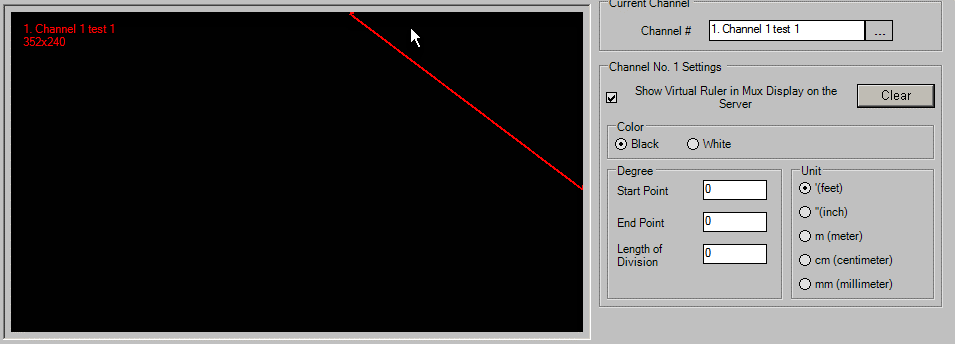 1. Channel 1 test 1
352x240
Current Channel
Channel #
1. Channel 1 test 1
...
Channel No. 1 Settings
Show Virtual Ruler in Mux Display on the
Server
Clear
Color
Black
White
Degree
Start Point
0
End Point
0
Length of
Division
0
Unit
'(feet)
"(inch)
m (meter)
cm (centimeter)
mm (millimeter)